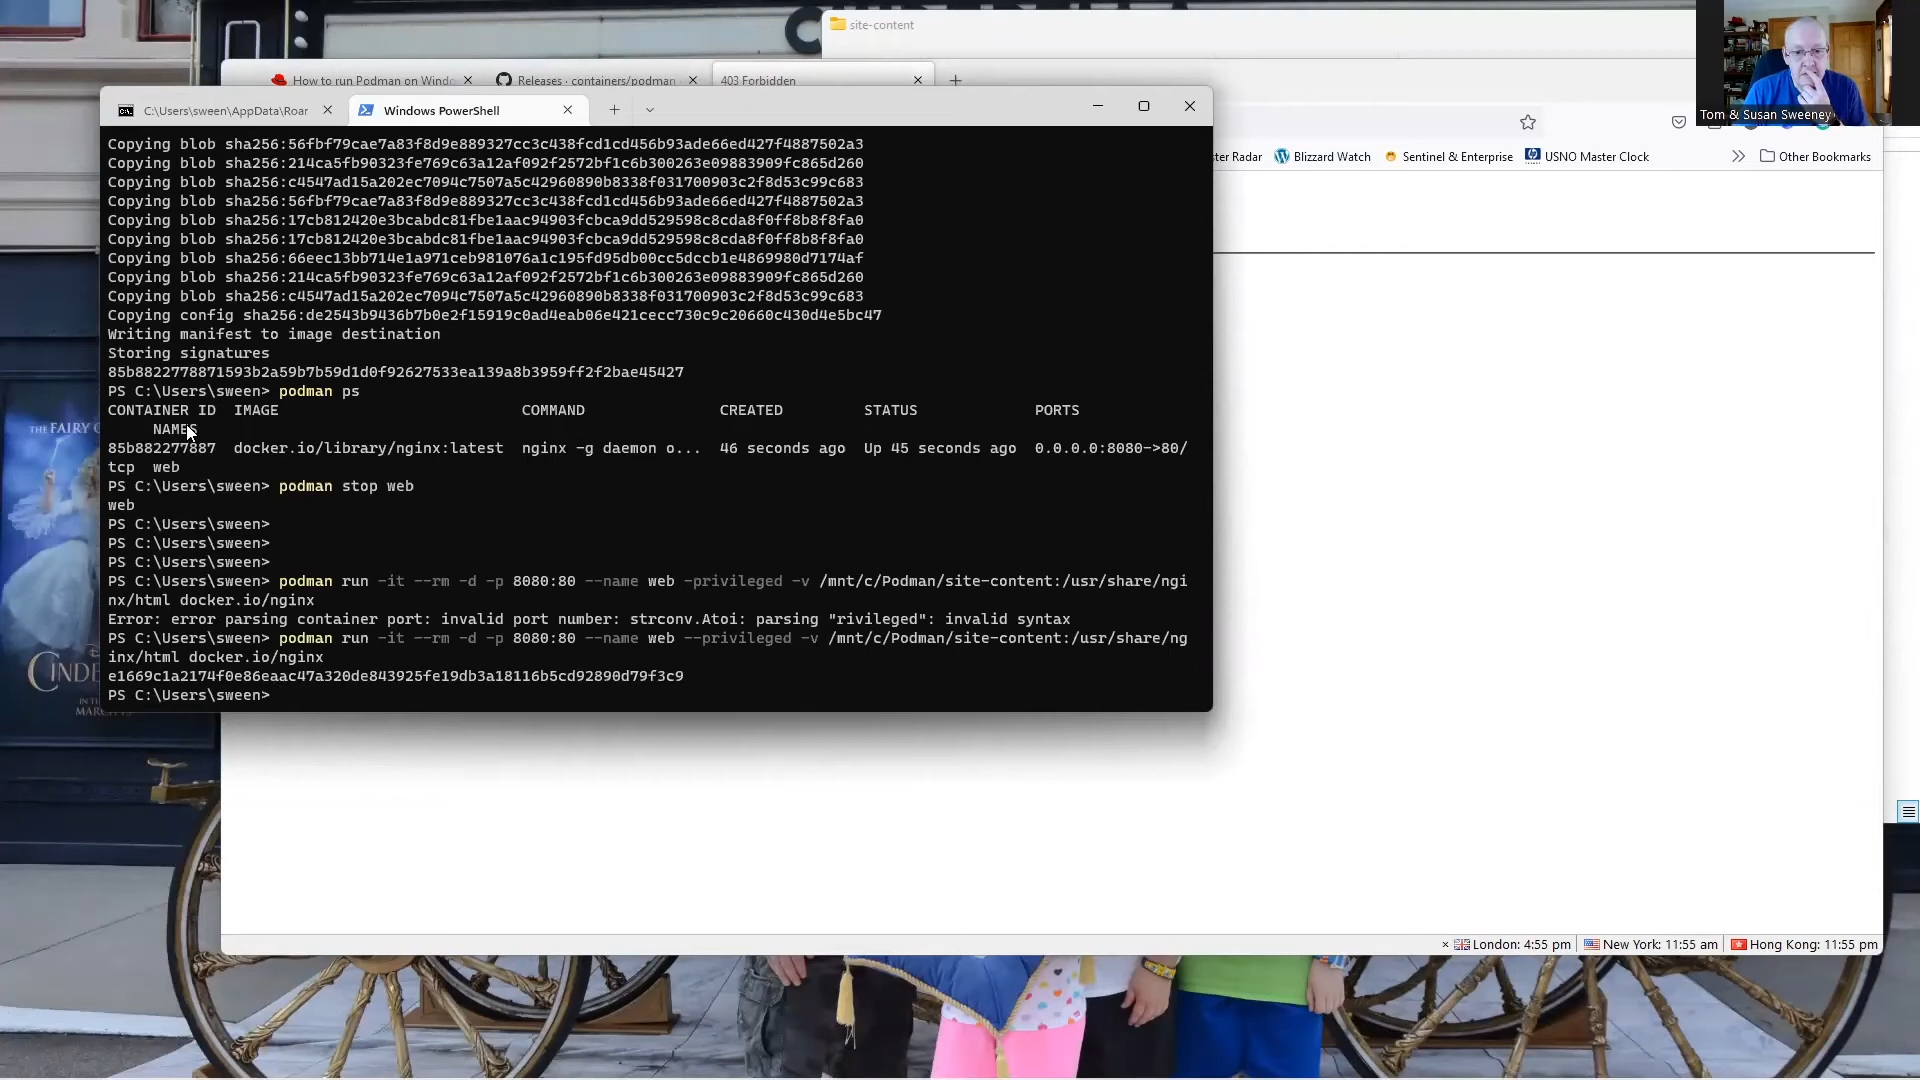 site-content
How to run Podman on Windo
Releases · containers/podman
403 Forbidden
Tom & Susan Sweeney
C:\Users\sween\AppData\Roar
Windows PowerShell
ter Radar
Blizzard Watch
Sentinel & Enterprise
USNO Master Clock
Other Bookmarks
Copying blob sha256:56fbf79cae7a83f8d9e889327cc3c438fcd1cd456b93ade66ed427f4887502a3
Copying blob sha256:214ca5fb90323fe769c63a12af092f2572bf1c6b300263e09883909fc865d260
Copying blob sha256:c4547ad15a202ec7094c7507a5c42960890b8338f031700903c2f8d53c99c683
Copying blob sha256:56fbf79cae7a83f8d9e889327cc3c438fcd1cd456b93ade66ed427f4887502a3
Copying blob sha256:17cb812420e3bcabdc81fbe1aac94903fcbca9dd529598c8cda8f0ff8b8f8fa0
Copying blob sha256:17cb812420e3bcabdc81fbe1aac94903fcbca9dd529598c8cda8f0ff8b8f8fa0
Copying blob sha256:66eec13bb714e1a971ceb981076a1c195fd95db00cc5dccb1e4869980d7174af
Copying blob sha256:214ca5fb90323fe769c63a12af092f2572bf1c6b300263e09883909fc865d260
Copying blob sha256:c4547ad15a202ec7094c7507a5c42960890b8338f031700903c2f8d53c99c683
Copying config sha256:de2543b9436b7b0e2f15919c0ad4eab06e421cecc730c9c20660c430d4e5bc47
Writing manifest to image destination
Storing signatures
85b8822778871593b2a59b7b59d1d0f92627533ea139a8b3959ff2f2bae45427
PS C:\Users\sween> podman ps
CONTAINER ID  IMAGE                           COMMAND               CREATED         STATUS             PORTS
     NAMES
85b882277887  docker.io/library/nginx:latest  nginx -g daemon o...  46 seconds ago  Up 45 seconds ago  0.0.0.0:8080->80/
tcp  web
PS C:\Users\sween> podman stop web
web
PS C:\Users\sween>
PS C:\Users\sween>
PS C:\Users\sween>
PS C:\Users\sween> podman run -it --rm -d -p 8080:80 --name web -privileged -v /mnt/c/Podman/site-content:/usr/share/ngi
nx/html docker.io/nginx
Error: error parsing container port: invalid port number: strconv.Atoi: parsing "rivileged": invalid syntax
PS C:\Users\sween> podman run -it --rm -d -p 8080:80 --name web --privileged -v /mnt/c/Podman/site-content:/usr/share/ng
inx/html docker.io/nginx
e1669c1a2174f0e86eaac47a320de843925fe19db3a18116b5cd92890d79f3c9
PS C:\Users\sween>
THE FAIRY
CINDE
IN TH
MARCH 13
London: 4:55 pm
New York: 11:55 am
Hong Kong: 11:55 pm